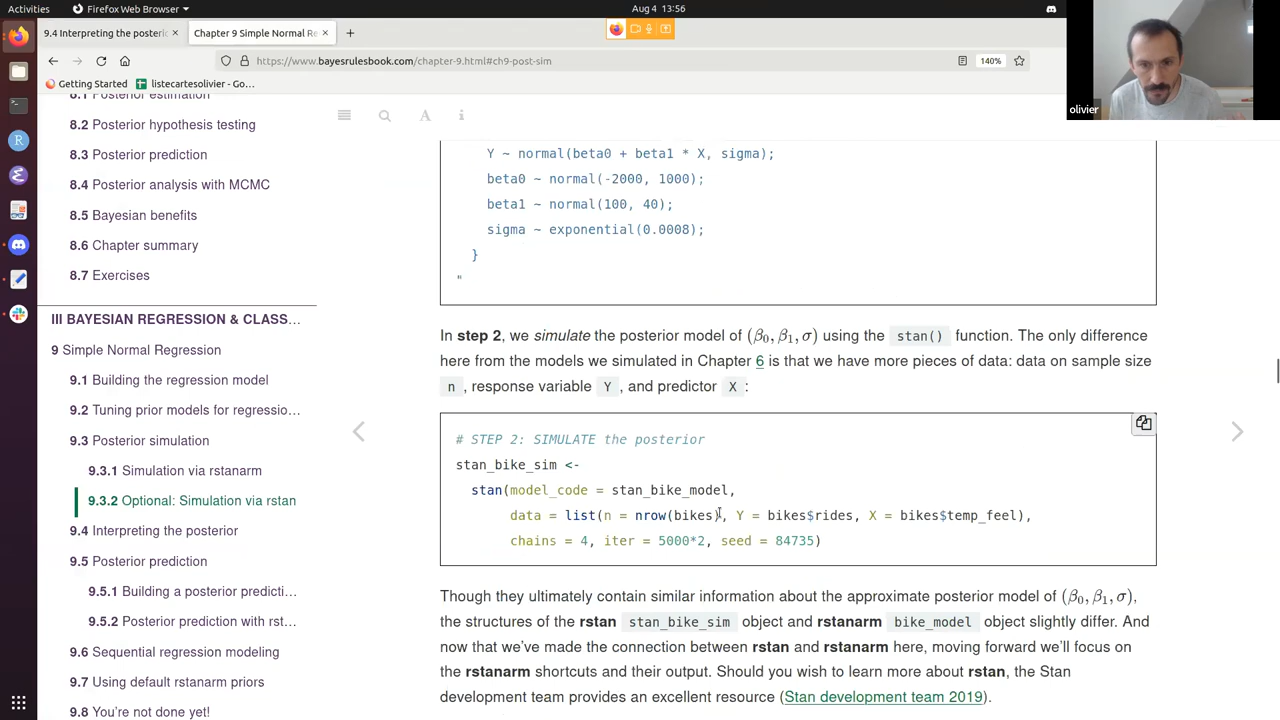 Activities
Firefox Web Browser
Aug 4 13:56
9.4 Interpreting the posteri
Chapter 9 Simple Normal Re
https://www.bayesrulesbook.com/chapter-9.html#ch9-post-sim
140%
Getting Started
listecartesolivier - Go…
olivier
8.1 Posterior estimation
8.2 Posterior hypothesis testing
8.3 Posterior prediction
8.4 Posterior analysis with MCMC
8.5 Bayesian benefits
8.6 Chapter summary
8.7 Exercises
III BAYESIAN REGRESSION & CLASS…
9 Simple Normal Regression
9.1 Building the regression model
9.2 Tuning prior models for regressio…
9.3 Posterior simulation
9.3.1 Simulation via rstanarm
9.3.2 Optional: Simulation via rstan
9.4 Interpreting the posterior
9.5 Posterior prediction
9.5.1 Building a posterior predicti…
9.5.2 Posterior prediction with rst…
9.6 Sequential regression modeling
9.7 Using default rstanarm priors
9.8 You're not done yet!
Y ~ normal(beta0 + beta1 * X, sigma);
beta0 ~ normal(-2000, 1000);
beta1 ~ normal(100, 40);
sigma ~ exponential(0.0008);
}
"
In step 2, we simulate the posterior model of (β₀, β₁, σ) using the stan() function. The only difference
here from the models we simulated in Chapter 6 is that we have more pieces of data: data on sample size
n , response variable Y , and predictor X :
# STEP 2: SIMULATE the posterior
stan_bike_sim <-
stan(model_code = stan_bike_model,
data = list(n = nrow(bikes), Y = bikes$rides, X = bikes$temp_feel),
chains = 4, iter = 5000*2, seed = 84735)
Though they ultimately contain similar information about the approximate posterior model of (β₀, β₁, σ),
the structures of the rstan stan_bike_sim object and rstanarm bike_model object slightly differ. And
now that we've made the connection between rstan and rstanarm here, moving forward we'll focus on
the rstanarm shortcuts and their output. Should you wish to learn more about rstan, the Stan
development team provides an excellent resource (Stan development team 2019).